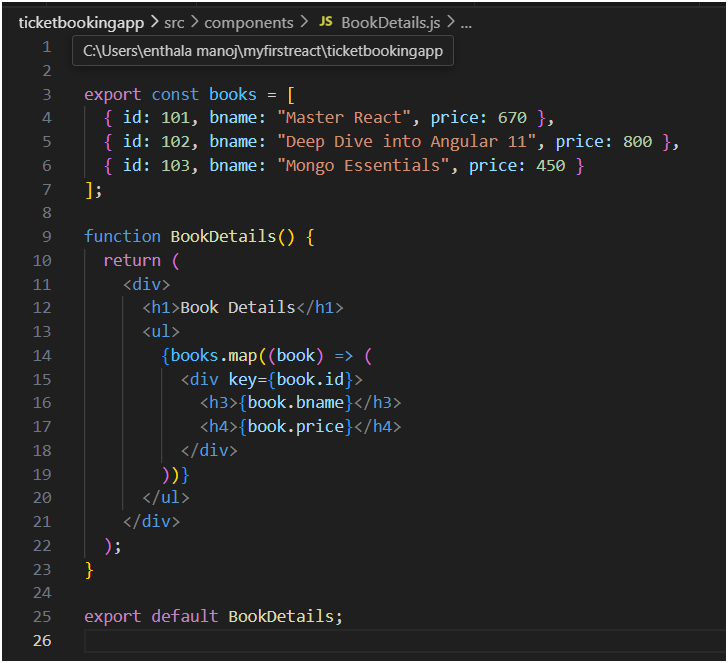 ticketbookingapp > src > components > JS BookDetails.js > ...
1
C:\Users\enthala manoj\myfirstreact\ticketbookingapp
2
3 export const books = [
4   { id: 101, bname: "Master React", price: 670 },
5   { id: 102, bname: "Deep Dive into Angular 11", price: 800 },
6   { id: 103, bname: "Mongo Essentials", price: 450 }
7 ];
8
9 function BookDetails() {
10   return (
11     <div>
12       <h1>Book Details</h1>
13       <ul>
14         {books.map((book) => (
15           <div key={book.id}>
16             <h3>{book.bname}</h3>
17             <h4>{book.price}</h4>
18           </div>
19         ))}
20       </ul>
21     </div>
22   );
23 }
24
25 export default BookDetails;
26